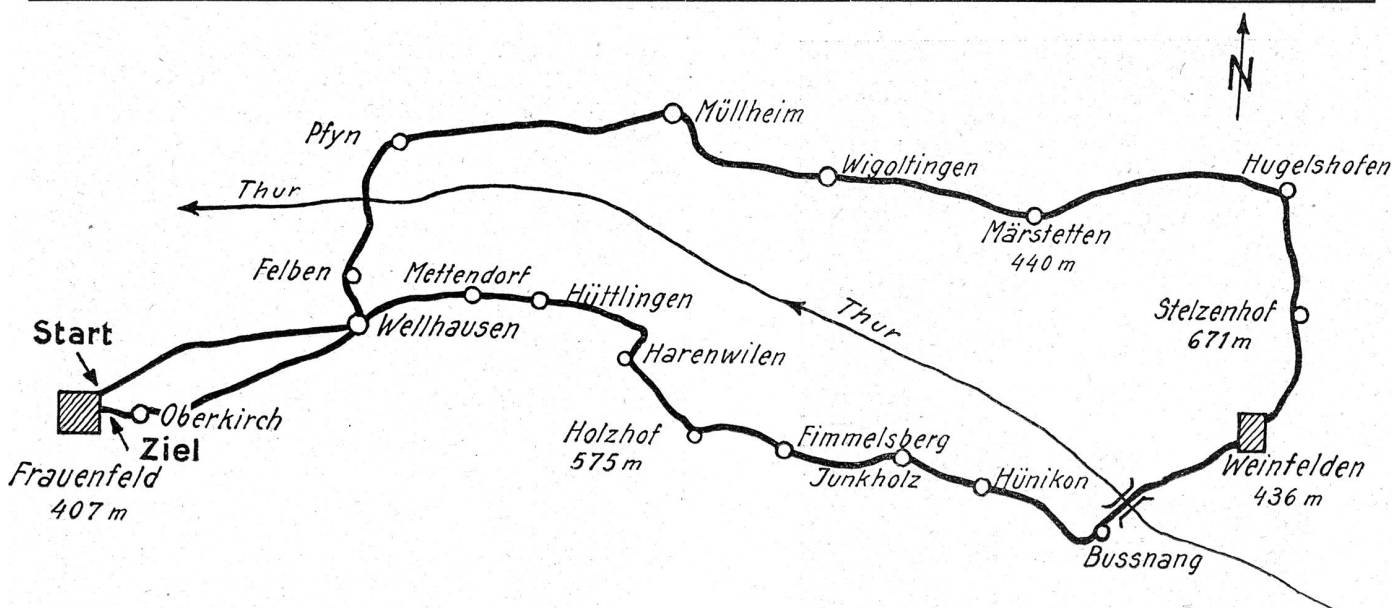 N
Müllheim
Pfyn
Wigoltingen
Hugelshofen
Thur
Märstetten
440 m
Felben
Mettendorf
Hüttlingen
Stelzenhof
671 m
Thur
Start
Wellhausen
Harenwilen
Oberkirch
Ziel
Holzhof
575 m
Fimmelsberg
Junkholz
Hünikon
Weinfelden
436 m
Frauenfeld
407 m
Bussnang